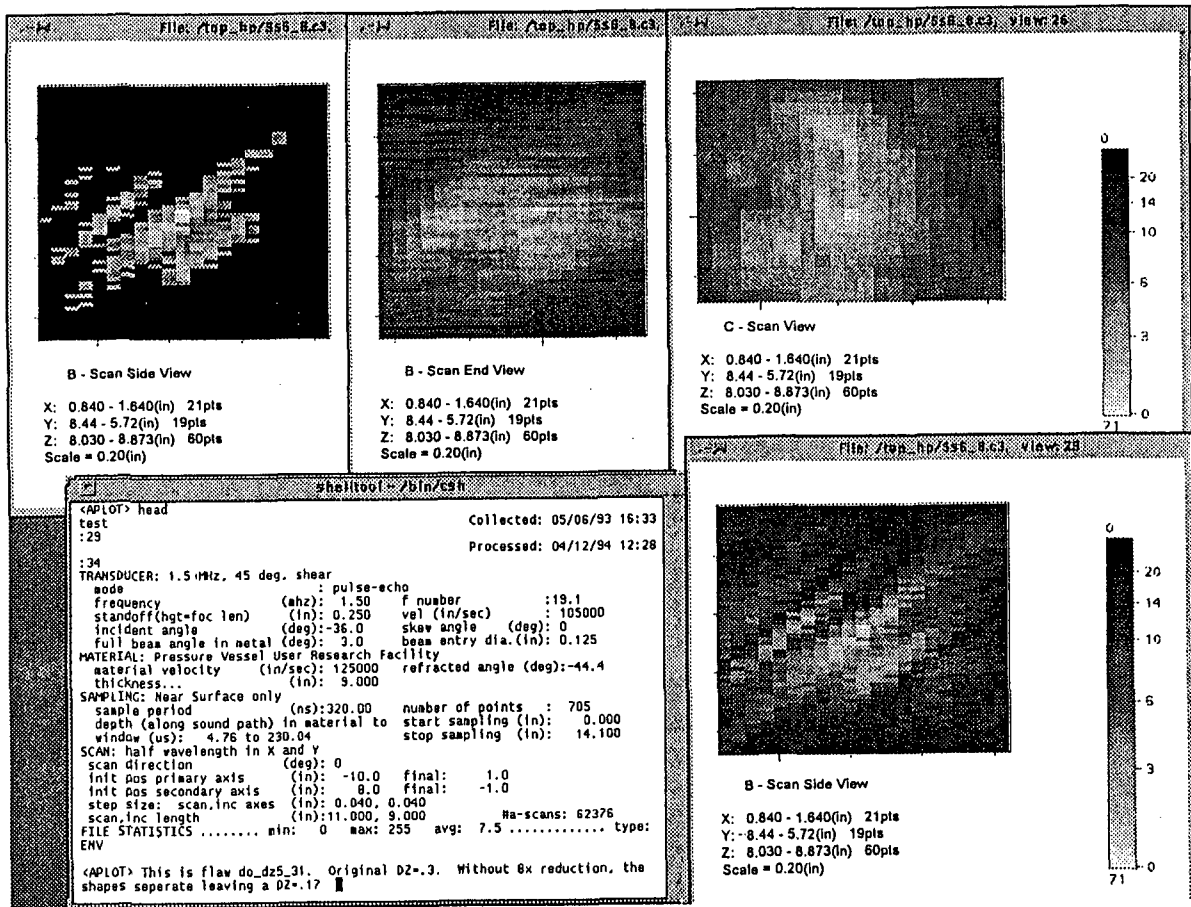 File: /top_hp/5s6_8.c3,
B - Scan Side View
X: 0.840 - 1.640(in) 21pts
Y: 8.44 - 5.72(in) 19pts
Z: 8.030 - 8.873(in) 60pts
Scale = 0.20(in)
File: /top_hp/5s6_8.c3,
B - Scan End View
X: 0.840 - 1.640(in) 21pts
Y: 8.44 - 5.72(in) 19pts
Z: 8.030 - 8.873(in) 60pts
Scale = 0.20(in)
File: /top_hp/5s6_8.c3, view: 26
C - Scan View
X: 0.840 - 1.640(in) 21pts
Y: 8.44 - 5.72(in) 19pts
Z: 8.030 - 8.873(in) 60pts
Scale = 0.20(in)
0
20
14
10
6
3
0
71
shelltool - /bin/csh
<APLOT> head
test Collected: 05/06/93 16:33
:29
Processed: 04/12/94 12:28
:34
TRANSDUCER: 1.5 MHz, 45 deg, shear
mode : pulse-echo
frequency (mhz): 1.50 f number :19.1
standoff(hgt=foc len) (in): 0.250 vel (in/sec) : 105000
incident angle (deg):-36.0 skew angle (deg): 0
full beam angle in metal (deg): 3.0 beam entry dia.(in): 0.125
MATERIAL: Pressure Vessel User Research Facility
material velocity (in/sec): 125000 refracted angle (deg):-44.4
thickness... (in): 9.000
SAMPLING: Near Surface only
sample period (ns):320.00 number of points : 705
depth (along sound path) in material to start sampling (in): 0.000
window (us): 4.76 to 230.04 stop sampling (in): 14.100
SCAN: half wavelength in X and Y
scan direction (deg): 0
init pos primary axis (in): -10.0 final: 1.0
init pos secondary axis (in): 8.0 final: -1.0
step size: scan,inc axes (in): 0.040, 0.040
scan,inc length (in):11.000, 9.000 #a-scans: 62376
FILE STATISTICS ........ min: 0 max: 255 avg: 7.5 ............. type:
ENV
<APLOT> This is flaw do_dz5_31. Original DZ=.3. Without 8x reduction, the
shapes seperate leaving a DZ=.17
File: /top_hp/5s6_8.c3, view: 28
B - Scan Side View
X: 0.840 - 1.640(in) 21pts
Y: -8.44 - 5.72(in) 19pts
Z: 8.030 - 8.873(in) 60pts
Scale = 0.20(in)
0
20
14
10
6
3
0
71